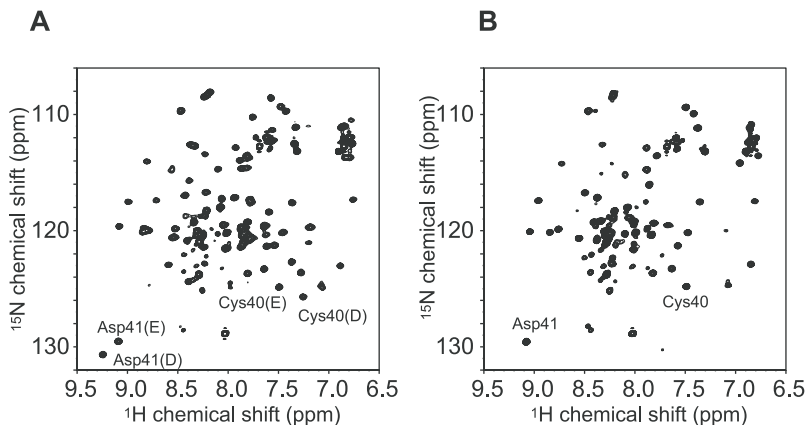 A
B
¹⁵N chemical shift (ppm)
110
120
130
Cys40(E)
Cys40(D)
Asp41(E)
Asp41(D)
9.5 9.0 8.5 8.0 7.5 7.0 6.5
¹H chemical shift (ppm)
¹⁵N chemical shift (ppm)
110
120
130
Cys40
Asp41
9.5 9.0 8.5 8.0 7.5 7.0 6.5
¹H chemical shift (ppm)